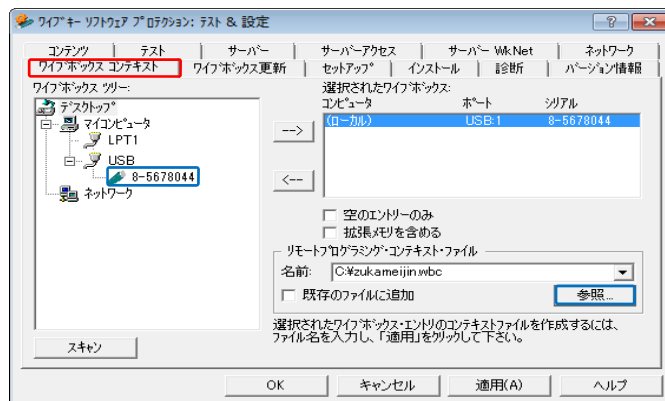 ワイブキー ソフトウェア プロテクション: テスト & 設定
コンテンツ テスト サーバー サーバーアクセス サーバー WkNet ネットワーク
ワイブボックス コンテキスト ワイブボックス更新 セットアップ インストール 診断 バージョン情報
ワイブボックス ツリー:
デスクトップ
マイコンピュータ
LPT1
USB
8-5678044
ネットワーク
スキャン
選択されたワイブボックス:
コンピュータ ポート シリアル
(ローカル) USB:1 8-5678044
-->
<--
空のエントリーのみ
拡張メモリを含める
リモートプログラミング・コンテキスト・ファイル
名前: C:¥zukameijin.wbc
既存のファイルに追加 参照...
選択されたワイブボックス・エントリのコンテキストファイルを作成するには、
ファイル名を入力し、「適用」をクリックして下さい。
OK キャンセル 適用(A) ヘルプ